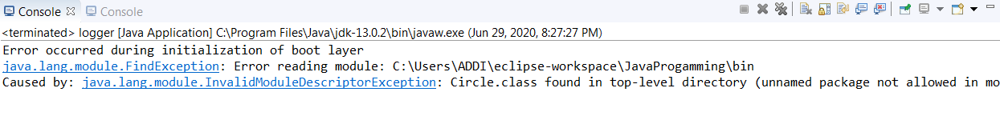 Console Console
<terminated> logger [Java Application] C:\Program Files\Java\jdk-13.0.2\bin\javaw.exe (Jun 29, 2020, 8:27:27 PM)
Error occurred during initialization of boot layer
java.lang.module.FindException: Error reading module: C:\Users\ADDI\eclipse-workspace\JavaProgamming\bin
Caused by: java.lang.module.InvalidModuleDescriptorException: Circle.class found in top-level directory (unnamed package not allowed in mo